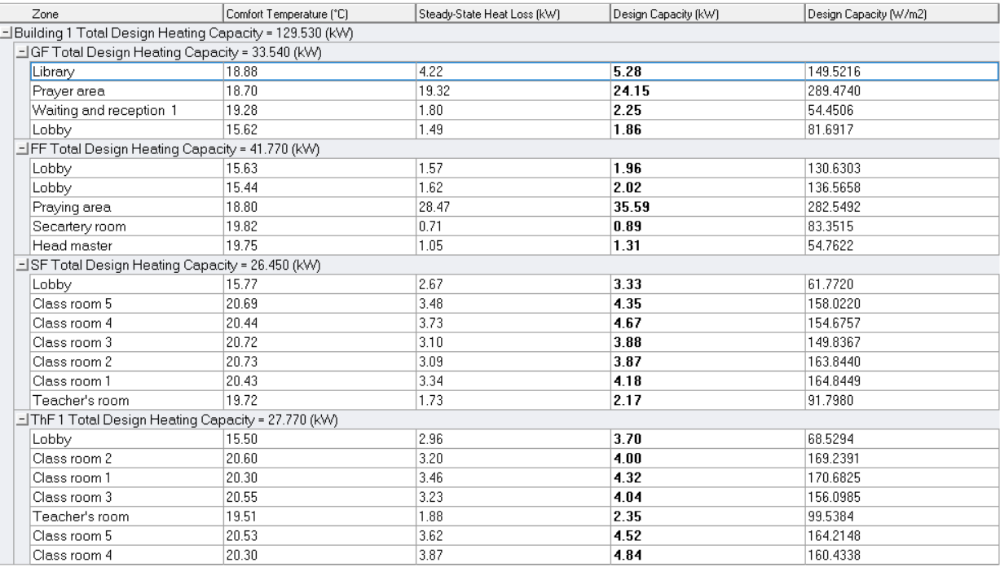 Zone Comfort Temperature (°C) Steady-State Heat Loss (kW) Design Capacity (kW) Design Capacity (W/m2)
Building 1 Total Design Heating Capacity = 129.530 (kW)
GF Total Design Heating Capacity = 33.540 (kW)
Library 18.88 4.22 5.28 149.5216
Prayer area 18.70 19.32 24.15 289.4740
Waiting and reception 1 19.28 1.80 2.25 54.4506
Lobby 15.62 1.49 1.86 81.6917
FF Total Design Heating Capacity = 41.770 (kW)
Lobby 15.63 1.57 1.96 130.6303
Lobby 15.44 1.62 2.02 136.5658
Praying area 18.80 28.47 35.59 282.5492
Secartery room 19.82 0.71 0.89 83.3515
Head master 19.75 1.05 1.31 54.7622
SF Total Design Heating Capacity = 26.450 (kW)
Lobby 15.77 2.67 3.33 61.7720
Class room 5 20.69 3.48 4.35 158.0220
Class room 4 20.44 3.73 4.67 154.6757
Class room 3 20.72 3.10 3.88 149.8367
Class room 2 20.73 3.09 3.87 163.8440
Class room 1 20.43 3.34 4.18 164.8449
Teacher's room 19.72 1.73 2.17 91.7980
ThF 1 Total Design Heating Capacity = 27.770 (kW)
Lobby 15.50 2.96 3.70 68.5294
Class room 2 20.60 3.20 4.00 169.2391
Class room 1 20.30 3.46 4.32 170.6825
Class room 3 20.55 3.23 4.04 156.0985
Teacher's room 19.51 1.88 2.35 99.5384
Class room 5 20.53 3.62 4.52 164.2148
Class room 4 20.30 3.87 4.84 160.4338